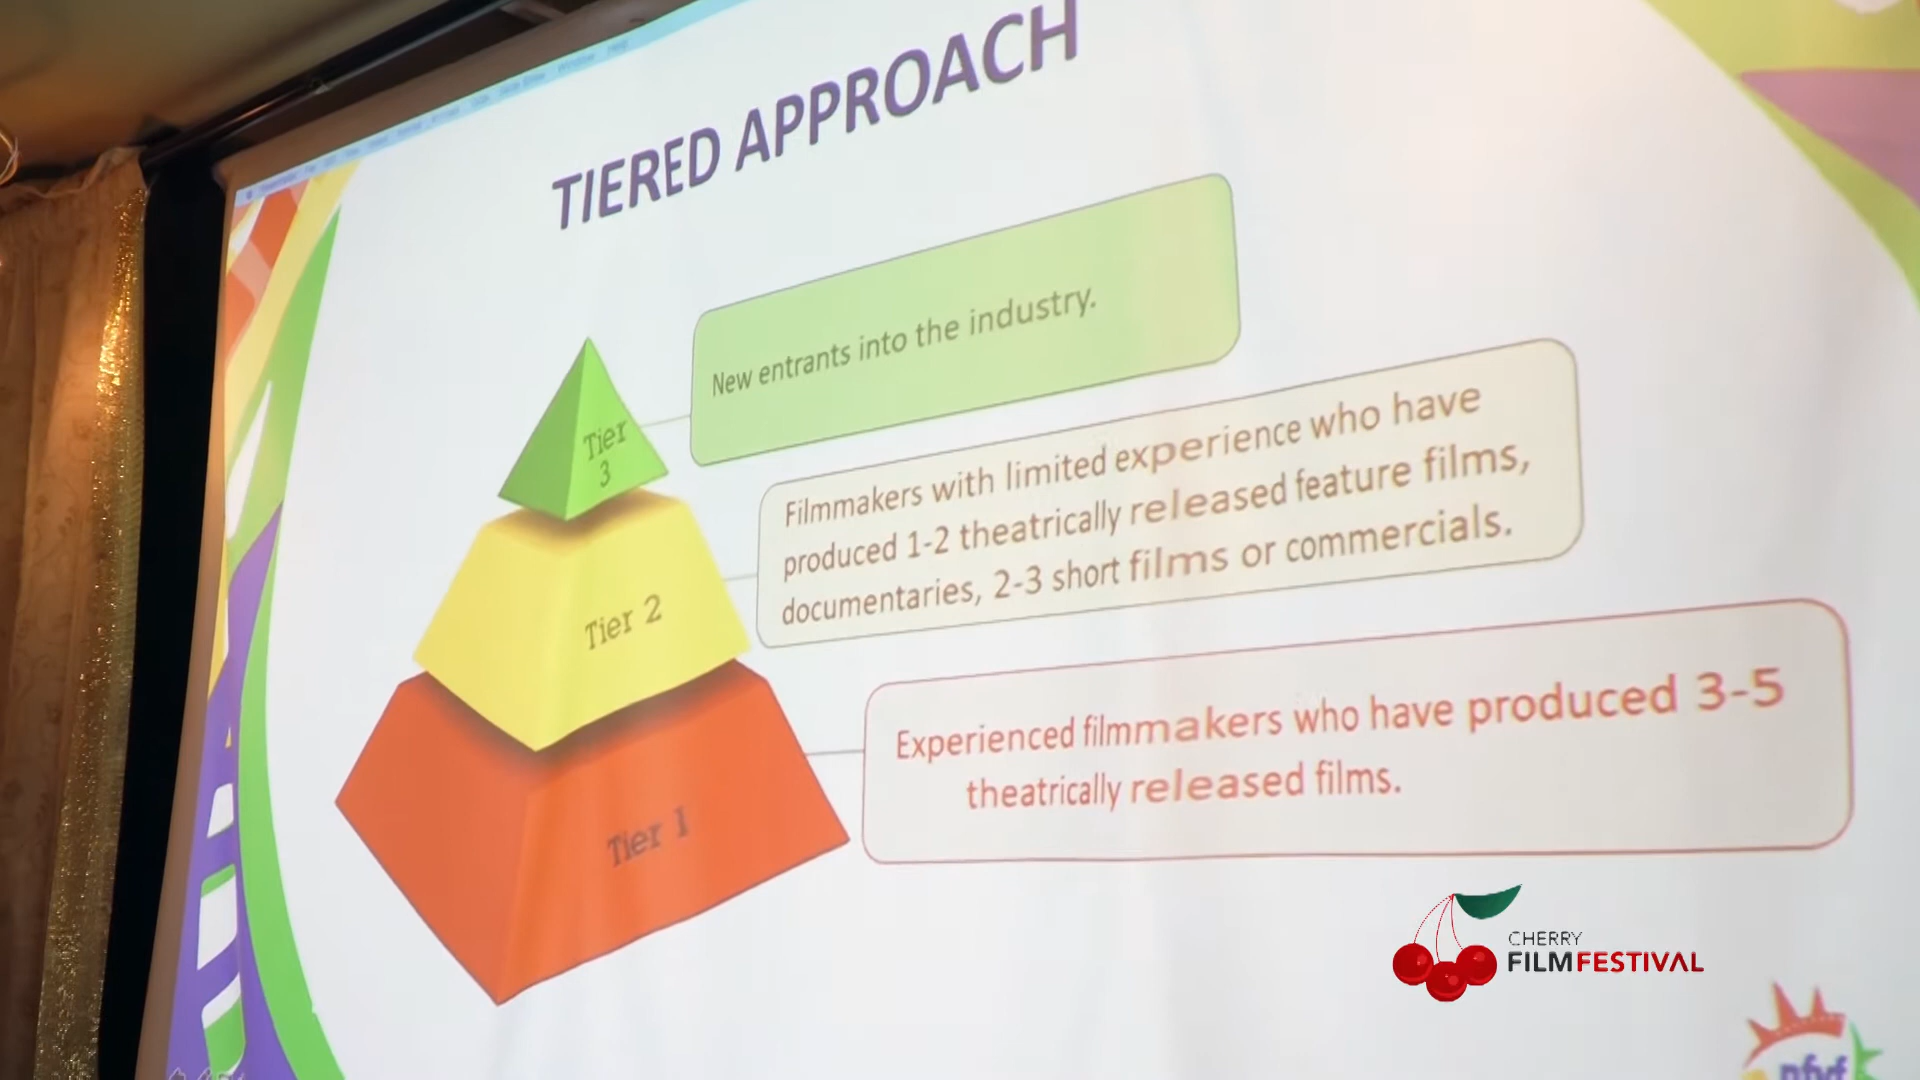 TIERED APPROACH
New entrants into the industry.
Tier
3
Filmmakers with limited experience who have
produced 1-2 theatrically released feature films,
documentaries, 2-3 short films or commercials.
Tier 2
Experienced filmmakers who have produced 3-5
theatrically released films.
Tier 1
CHERRY
FILMFESTIVAL
nfvf